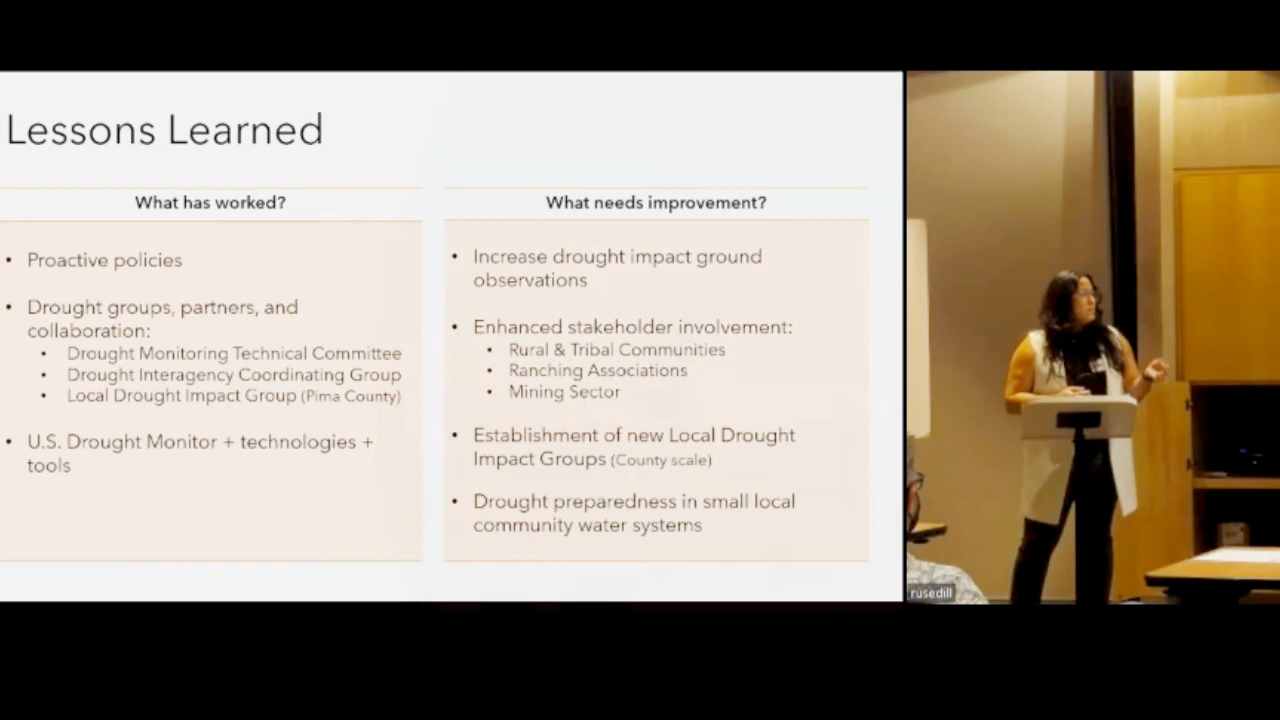 Lessons Learned
What has worked?
• Proactive policies
• Drought groups, partners, and
collaboration:
• Drought Monitoring Technical Committee
• Drought Interagency Coordinating Group
• Local Drought Impact Group (Pima County)
• U.S. Drought Monitor + technologies +
tools
What needs improvement?
• Increase drought impact ground
observations
• Enhanced stakeholder involvement:
• Rural & Tribal Communities
• Ranching Associations
• Mining Sector
• Establishment of new Local Drought
Impact Groups (County scale)
• Drought preparedness in small local
community water systems
rusedill